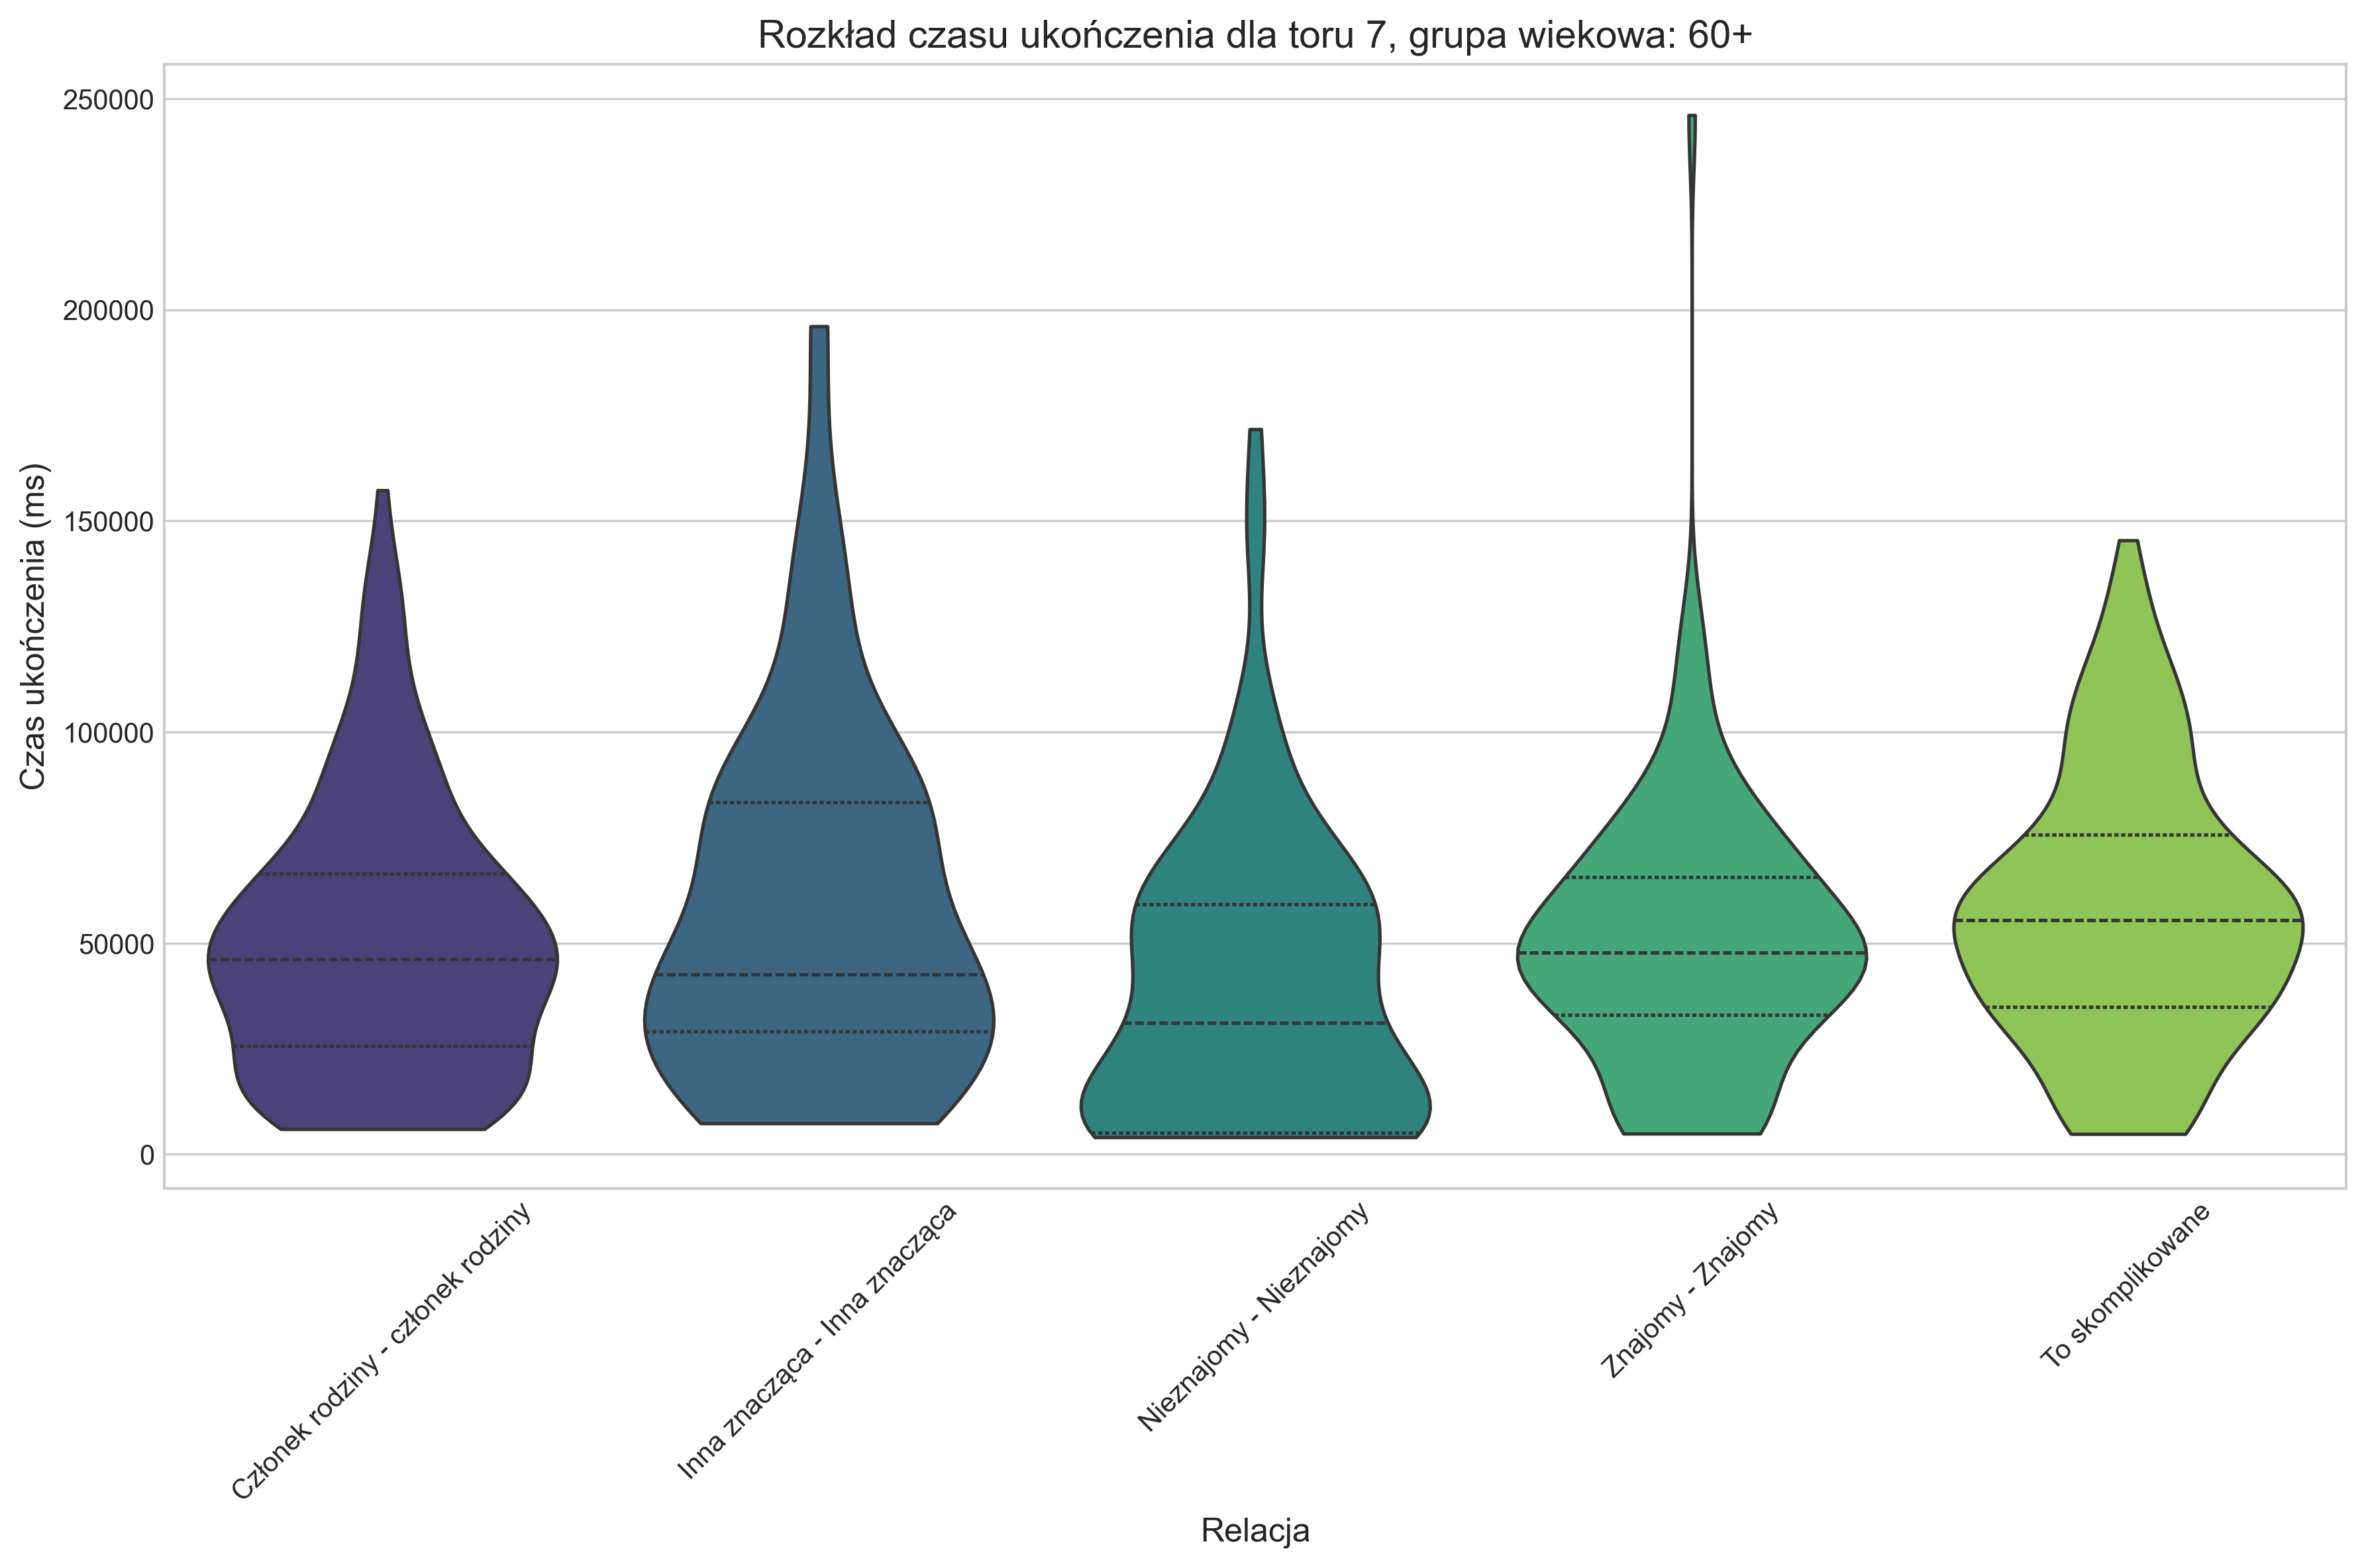 Rozkład czasu ukończenia dla toru 7, grupa wiekowa: 60+
Czas ukończenia (ms)
250000
200000
150000
100000
50000
0
Członek rodziny - członek rodziny
Inna znacząca - Inna znacząca
Nieznajomy - Nieznajomy
Znajomy - Znajomy
To skomplikowane
Relacja